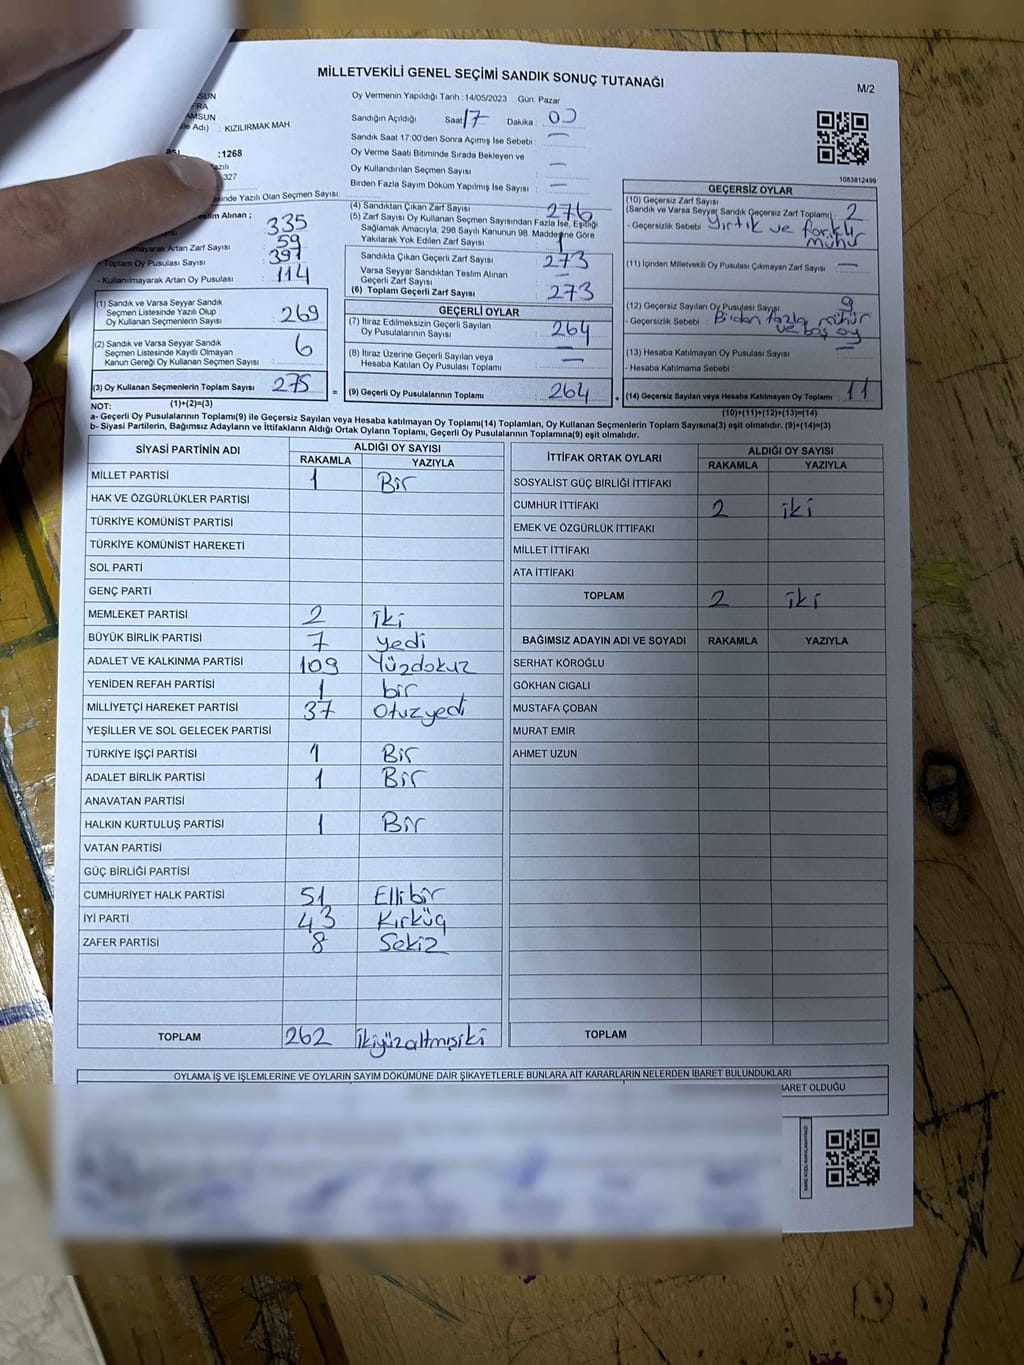 MİLLETVEKİLİ GENEL SEÇİMİ SANDIK SONUÇ TUTANAĞI
M/2
SUN
FRA
AMSUN
lle Adı) : KIZILIRMAK MAH.
:1268
327
Oy Vermenin Yapıldığı Tarih :14/05/2023 Gün: Pazar
Sandığın Açıldığı Saat 17 Dakika : 00
Sandık Saat 17:00'den Sonra Açımış İse Sebebi : —
Oy Verme Saati Bitiminde Sırada Bekleyen ve
Oy Kullandırılan Seçmen Sayısı : —
Birden Fazla Sayım Döküm Yapılmış İse Sayısı : —
1083812499
sinde Yazılı Olan Seçmen Sayısı:
eslim Alınan ;
335
mayarak Artan Zarf Sayısı 59
- Toplam Oy Pusulası Sayısı 391
- Kullanılmayarak Artan Oy Pusulası 114
(1) Sandık ve Varsa Seyyar Sandık
Seçmen Listesinde Yazılı Olup
Oy Kullanan Seçmenlerin Sayısı 269
(2) Sandık ve Varsa Seyyar Sandık
Seçmen Listesinde Kayıtlı Olmayan
Kanun Gereği Oy Kullanan Seçmen Sayısı : 6
(3) Oy Kullanan Seçmenlerin Toplam Sayısı 275 =
(1)+(2)=(3)
(4) Sandıktan Çıkan Zarf Sayısı 276
(5) Zarf Sayısı Oy Kullanan Seçmen Sayısından Fazla İse, Eşitliği
Sağlamak Amacıyla, 298 Sayılı Kanunun 98. Maddesine Göre
Yakılarak Yok Edilen Zarf Sayısı : 1
Sandıkta Çıkan Geçerli Zarf Sayısı : 273
Varsa Seyyar Sandıktan Teslim Alınan
Geçerli Zarf Sayısı : —
(6) Toplam Geçerli Zarf Sayısı 273
GEÇERLİ OYLAR
(7) İtiraz Edilmeksizin Geçerli Sayılan
Oy Pusulalarının Sayısı : 264
(8) İtiraz Üzerine Geçerli Sayılan veya
Hesaba Katılan Oy Pusulası Toplamı : —
(9) Geçerli Oy Pusulalarının Toplamı 264 +
GEÇERSİZ OYLAR
(10) Geçersiz Zarf Sayısı
(Sandık ve Varsa Seyyar Sandık Geçersiz Zarf Toplamı) : 2
- Geçersizlik Sebebi : Yırtık ve farklı
mühür
(11) İçinden Milletvekili Oy Pusulası Çıkmayan Zarf Sayısı : —
(12) Geçersiz Sayılan Oy Pusulası Sayısı 9
- Geçersizlik Sebebi : Birden fazla mühür
ve boş oy
(13) Hesaba Katılmayan Oy Pusulası Sayısı : —
- Hesaba Katılmama Sebebi
(14) Geçersiz Sayılan veya Hesaba Katılmayan Oy Toplamı 11
(10)+(11)+(12)+(13)=(14)
NOT:
a- Geçerli Oy Pusulalarının Toplamı(9) ile Geçersiz Sayılan veya Hesaba katılmayan Oy Toplamı(14) Toplamları, Oy Kullanan Seçmenlerin Toplam Sayısına(3) eşit olmalıdır. (9)+(14)=(3)
b- Siyasi Partilerin, Bağımsız Adayların ve İttifakların Aldığı Ortak Oyların Toplamı, Geçerli Oy Pusulalarının Toplamına(9) eşit olmalıdır.
SİYASİ PARTİNİN ADI ALDIĞI OY SAYISI
RAKAMLA YAZIYLA
MİLLET PARTİSİ 1 Bir
HAK VE ÖZGÜRLÜKLER PARTİSİ
TÜRKİYE KOMÜNİST PARTİSİ
TÜRKİYE KOMÜNİST HAREKETİ
SOL PARTİ
GENÇ PARTİ
MEMLEKET PARTİSİ 2 iki
BÜYÜK BİRLİK PARTİSİ 7 yedi
ADALET VE KALKINMA PARTİSİ 109 Yüzdokuz
YENİDEN REFAH PARTİSİ 1 bir
MİLLİYETÇİ HAREKET PARTİSİ 37 Otuzyedi
YEŞİLLER VE SOL GELECEK PARTİSİ
TÜRKİYE İŞÇİ PARTİSİ 1 Bir
ADALET BİRLİK PARTİSİ 1 Bir
ANAVATAN PARTİSİ
HALKIN KURTULUŞ PARTİSİ 1 Bir
VATAN PARTİSİ
GÜÇ BİRLİĞİ PARTİSİ
CUMHURİYET HALK PARTİSİ 51 Ellibir
İYİ PARTİ 43 Kırküç
ZAFER PARTİSİ 8 Sekiz
TOPLAM 262 İkiyüzaltmışiki
İTTİFAK ORTAK OYLARI ALDIĞI OY SAYISI
RAKAMLA YAZIYLA
SOSYALİST GÜÇ BİRLİĞİ İTTİFAKI
CUMHUR İTTİFAKI 2 iki
EMEK VE ÖZGÜRLÜK İTTİFAKI
MİLLET İTTİFAKI
ATA İTTİFAKI
TOPLAM 2 iki
BAĞIMSIZ ADAYIN ADI VE SOYADI RAKAMLA YAZIYLA
SERHAT KÖROĞLU
GÖKHAN CIGALI
MUSTAFA ÇOBAN
MURAT EMİR
AHMET UZUN
TOPLAM
OYLAMA İŞ VE İŞLEMLERİNE VE OYLARIN SAYIM DÖKÜMÜNE DAİR ŞİKAYETLERLE BUNLARA AİT KARARLARIN NELERDEN İBARET BULUNDUKLARI
BARET OLDUĞU